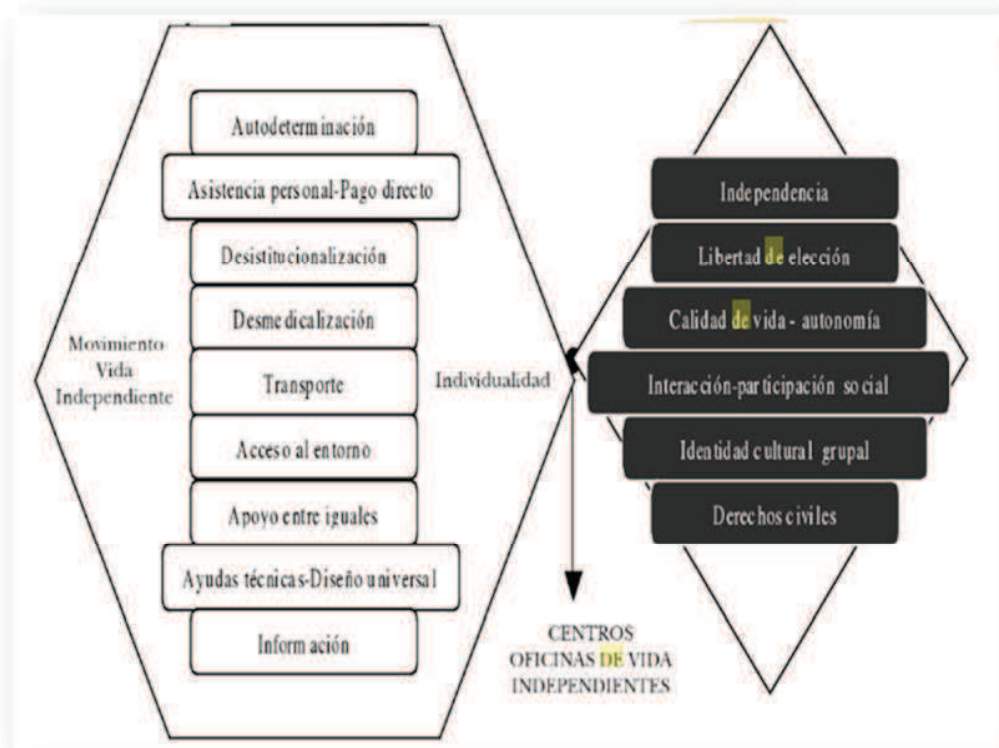 Autodeterminación
Asistencia personal-Pago directo
Desistitucionalización
Desmedicalización
Movimiento
Vida
Independiente
Transporte
Individualidad
Acceso al entorno
Apoyo entre iguales
Ayudas técnicas-Diseño universal
Información
Independencia
Libertad de elección
Calidad de vida - autonomía
Interacción-participación social
Identidad cultural grupal
Derechos civiles
CENTROS
OFICINAS DE VIDA
INDEPENDIENTES